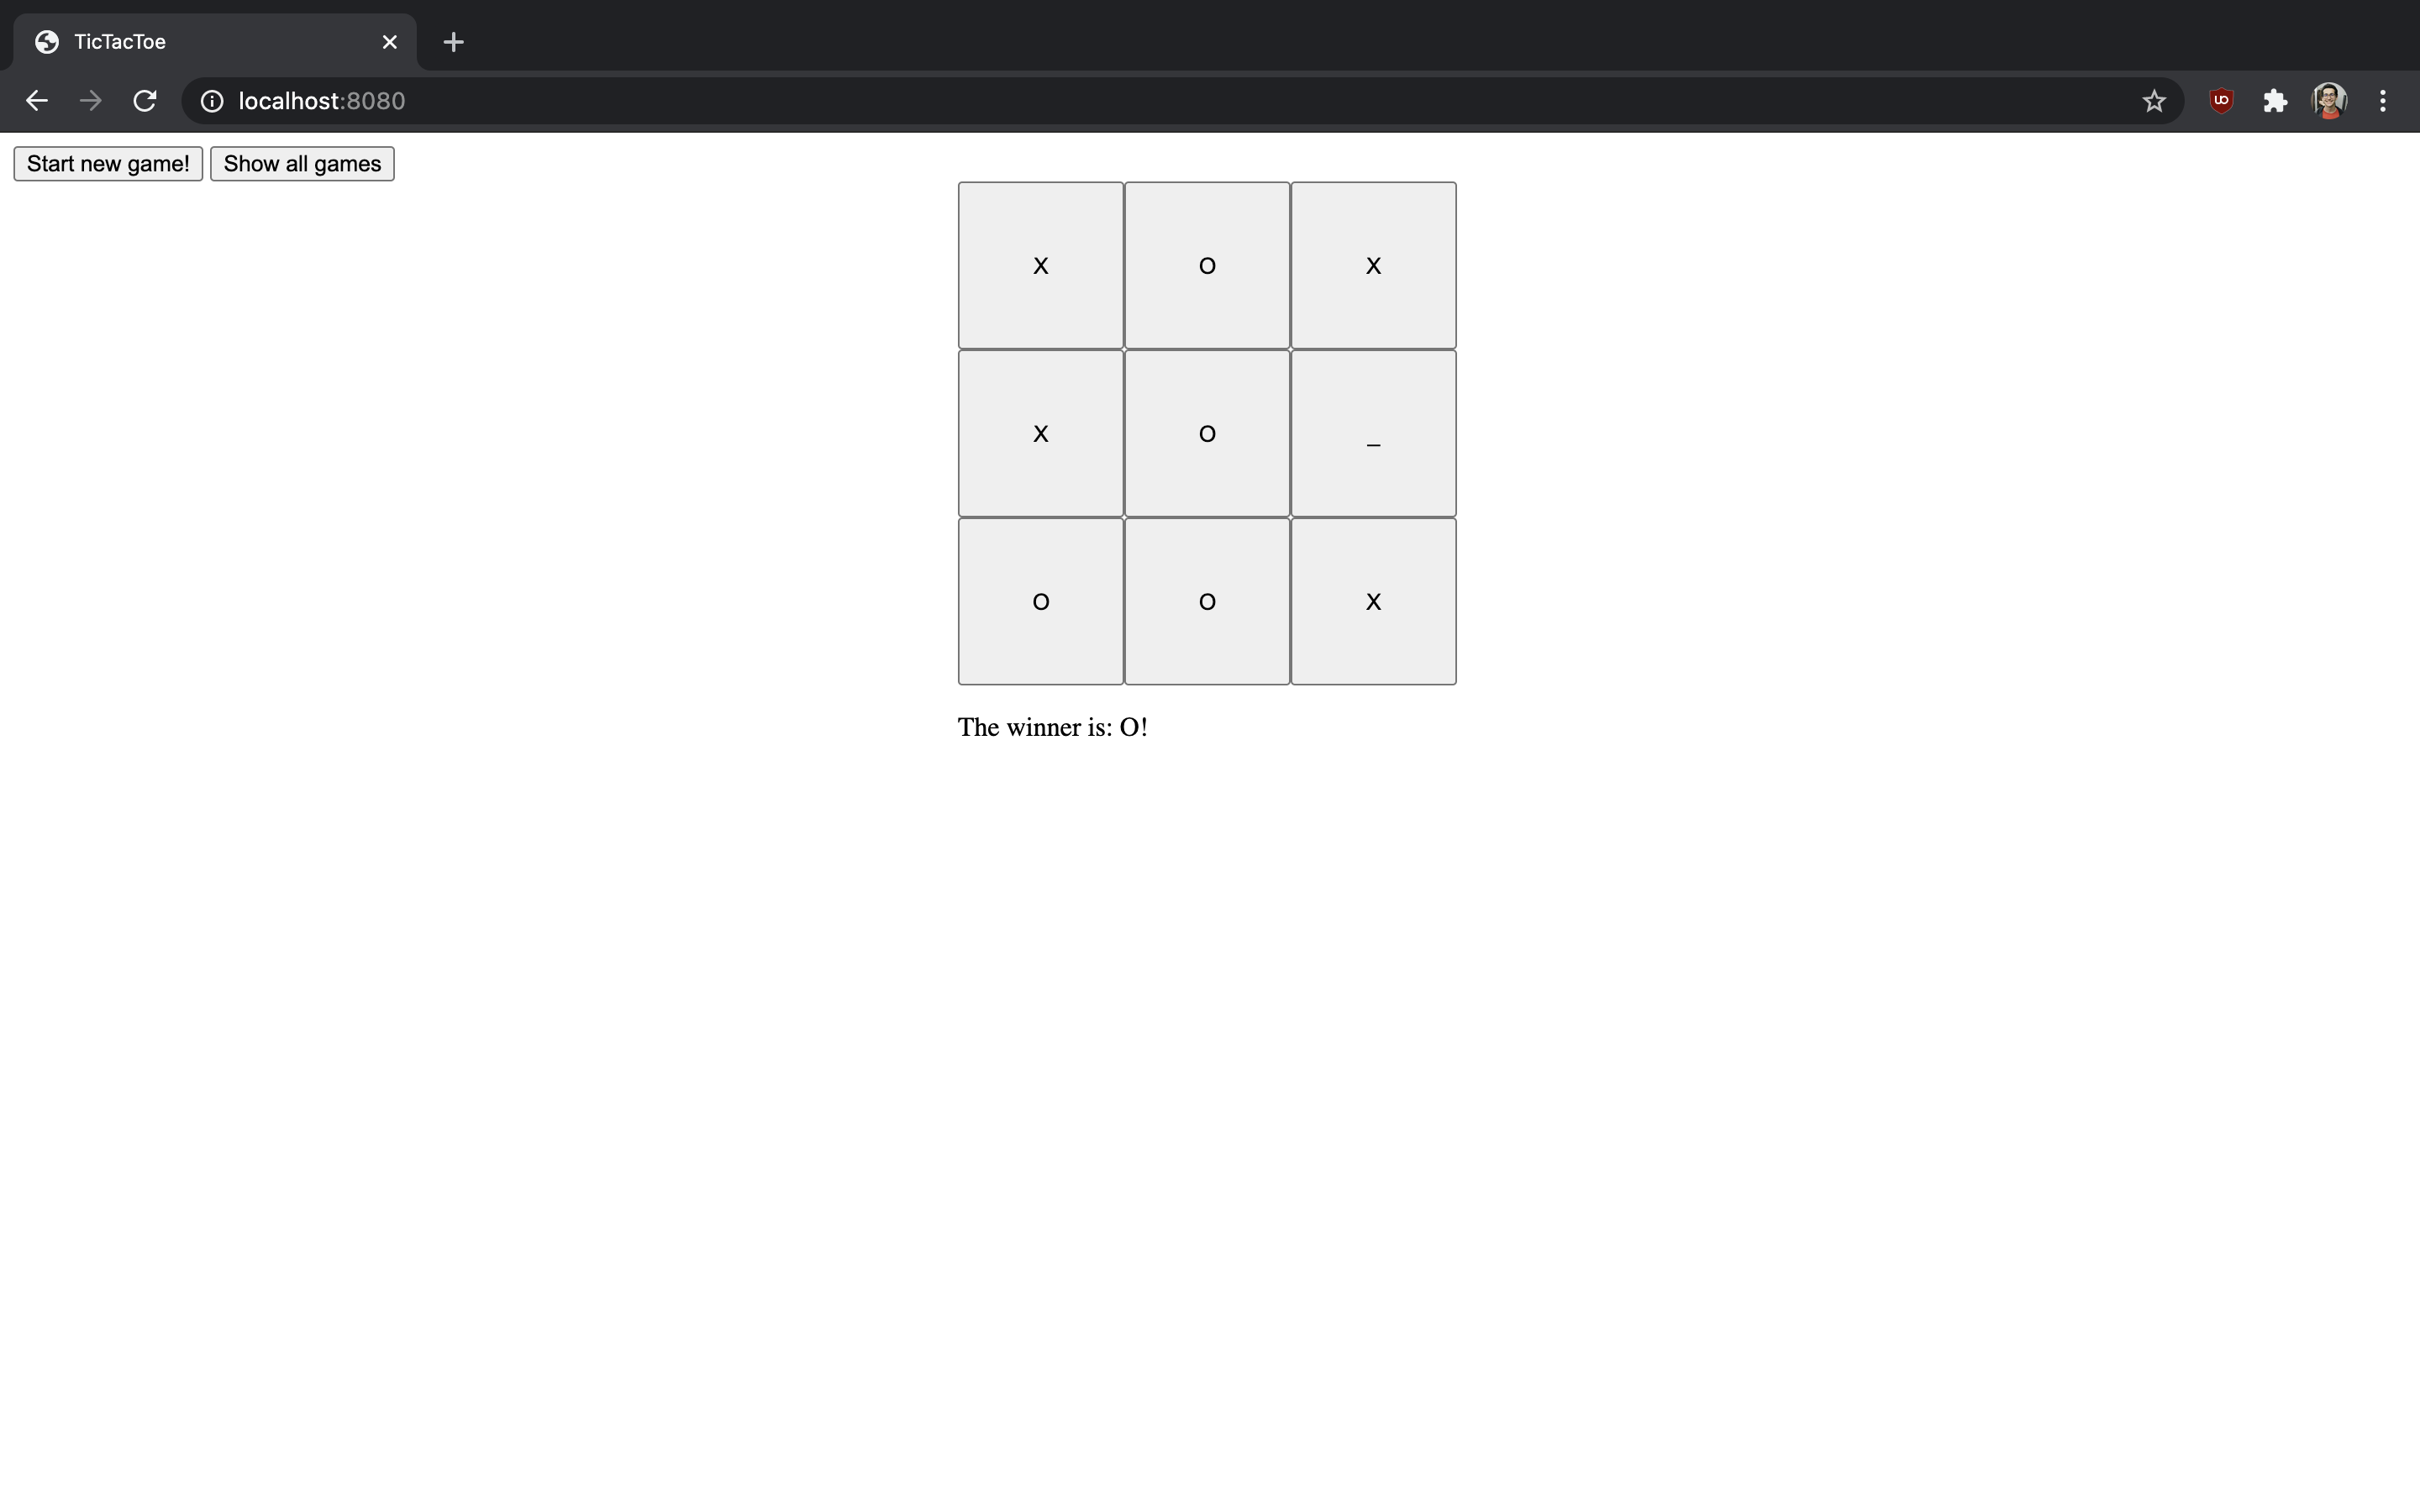 TicTacToe
localhost:8080
Start new game! Show all games
X O X
X O _
O O X
The winner is: O!